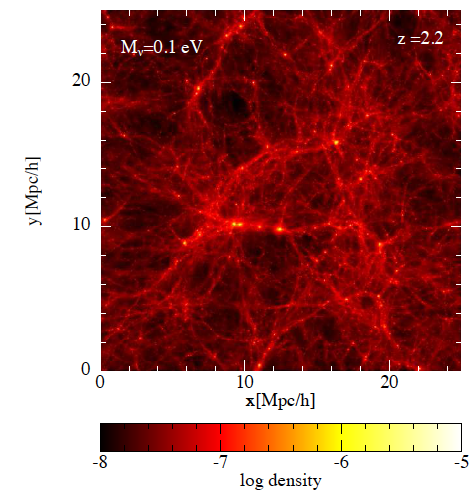 Mᵥ=0.1 eV
z =2.2
20
10
0
y[Mpc/h]
0 10 20
x[Mpc/h]
-8 -7 -6 -5
log density